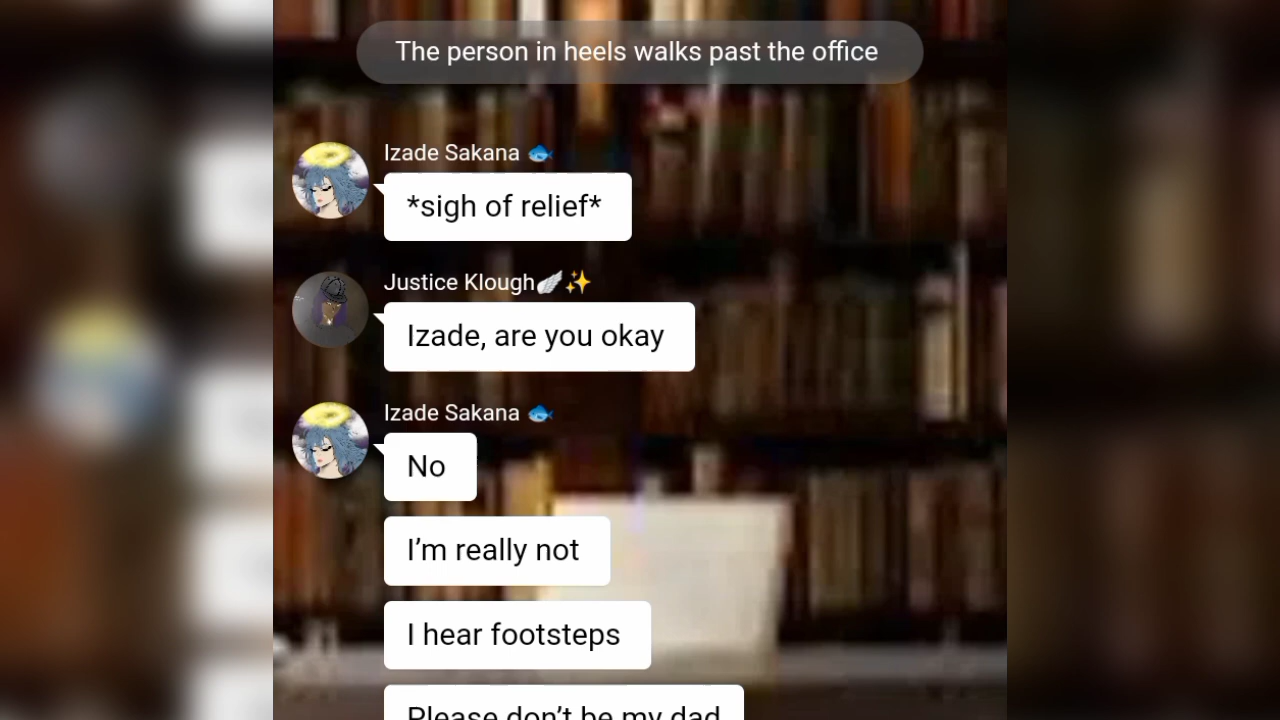 The person in heels walks past the office
Izade Sakana 🐟
*sigh of relief*
Justice Klough🪽✨
Izade, are you okay
Izade Sakana 🐟
No
I’m really not
I hear footsteps
Please don’t be my dad